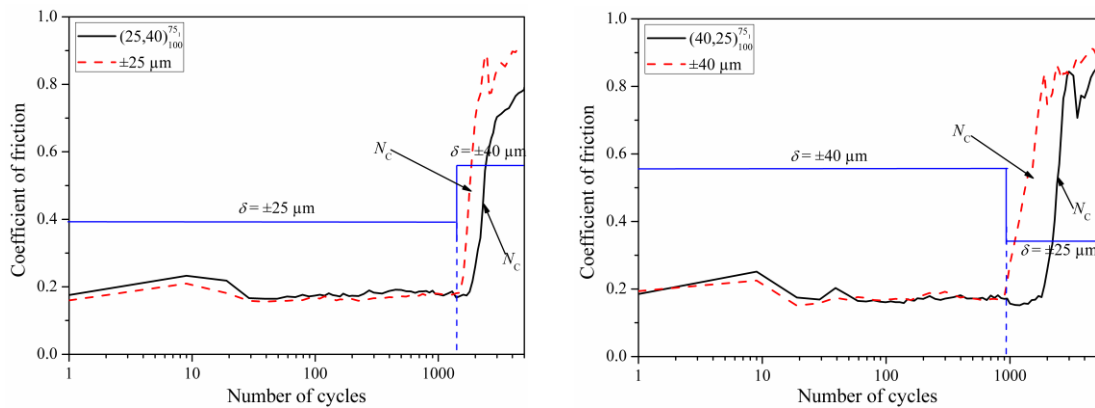 1.0
0.8
0.6
0.4
0.2
0.0
Coefficient of friction
(25,40)₁₀₀⁷⁵,
±25 µm
N_C
δ = ±40 µm
δ = ±25 µm
N_C
1 10 100 1000
Number of cycles
1.0
0.8
0.6
0.4
0.2
0.0
Coefficient of friction
(40,25)₁₀₀⁷⁵,
±40 µm
N_C
δ = ±40 µm
N_C
δ = ±25 µm
1 10 100 1000
Number of cycles